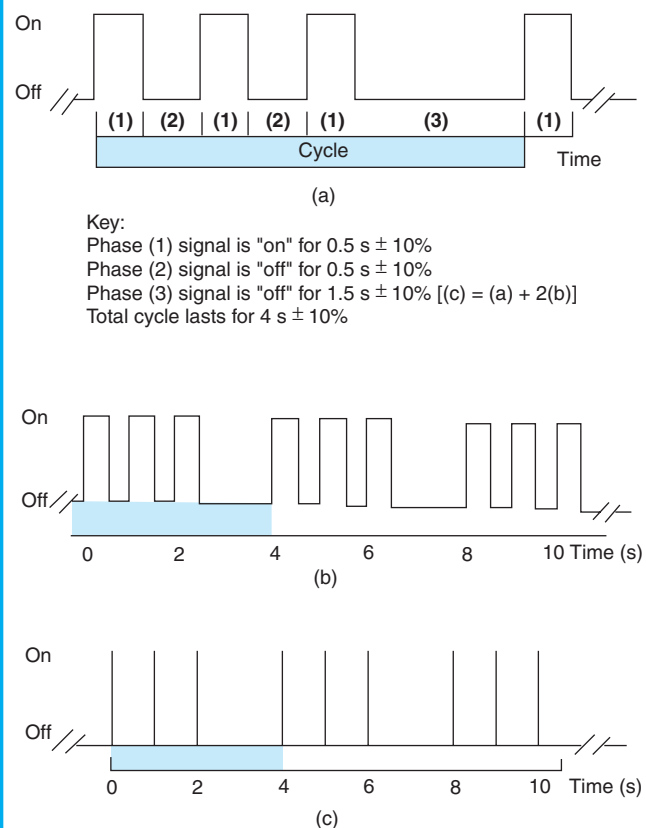 On
Off
(1) (2) (1) (2) (1) (3) (1)
Cycle
Time
(a)
Key:
Phase (1) signal is "on" for 0.5 s ± 10%
Phase (2) signal is "off" for 0.5 s ± 10%
Phase (3) signal is "off" for 1.5 s ± 10% [(c) = (a) + 2(b)]
Total cycle lasts for 4 s ± 10%
On
Off
0 2 4 6 8 10 Time (s)
(b)
On
Off
0 2 4 6 8 10 Time (s)
(c)